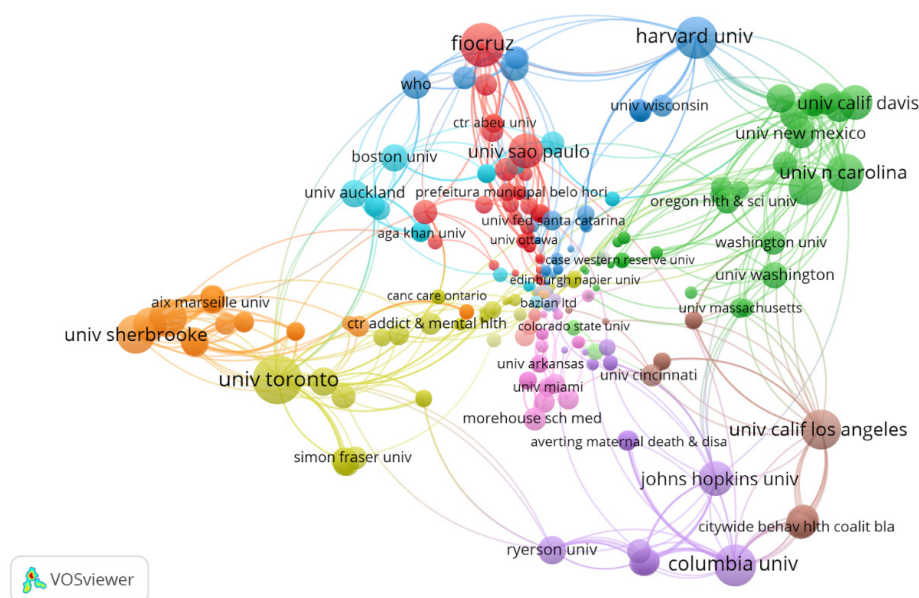 fiocruz
harvard univ
who
univ wisconsin
univ calif davis
ctr abeu univ
univ new mexico
boston univ
univ sao paulo
univ n carolina
univ auckland
prefeitura municipal belo hori
oregon hlth & sci univ
univ fed santa catarina
aga khan univ
univ ottawa
washington univ
case western reserve univ
edinburgh napier univ
univ washington
aix marseille univ
canc care ontario
bazian ltd
univ massachusetts
univ sherbrooke
ctr addict & mental hlth
colorado state univ
univ toronto
univ arkansas
univ cincinnati
univ miami
morehouse sch med
univ calif los angeles
averting maternal death & disa
simon fraser univ
johns hopkins univ
citywide behav hlth coalit bla
ryerson univ
columbia univ
VOSviewer